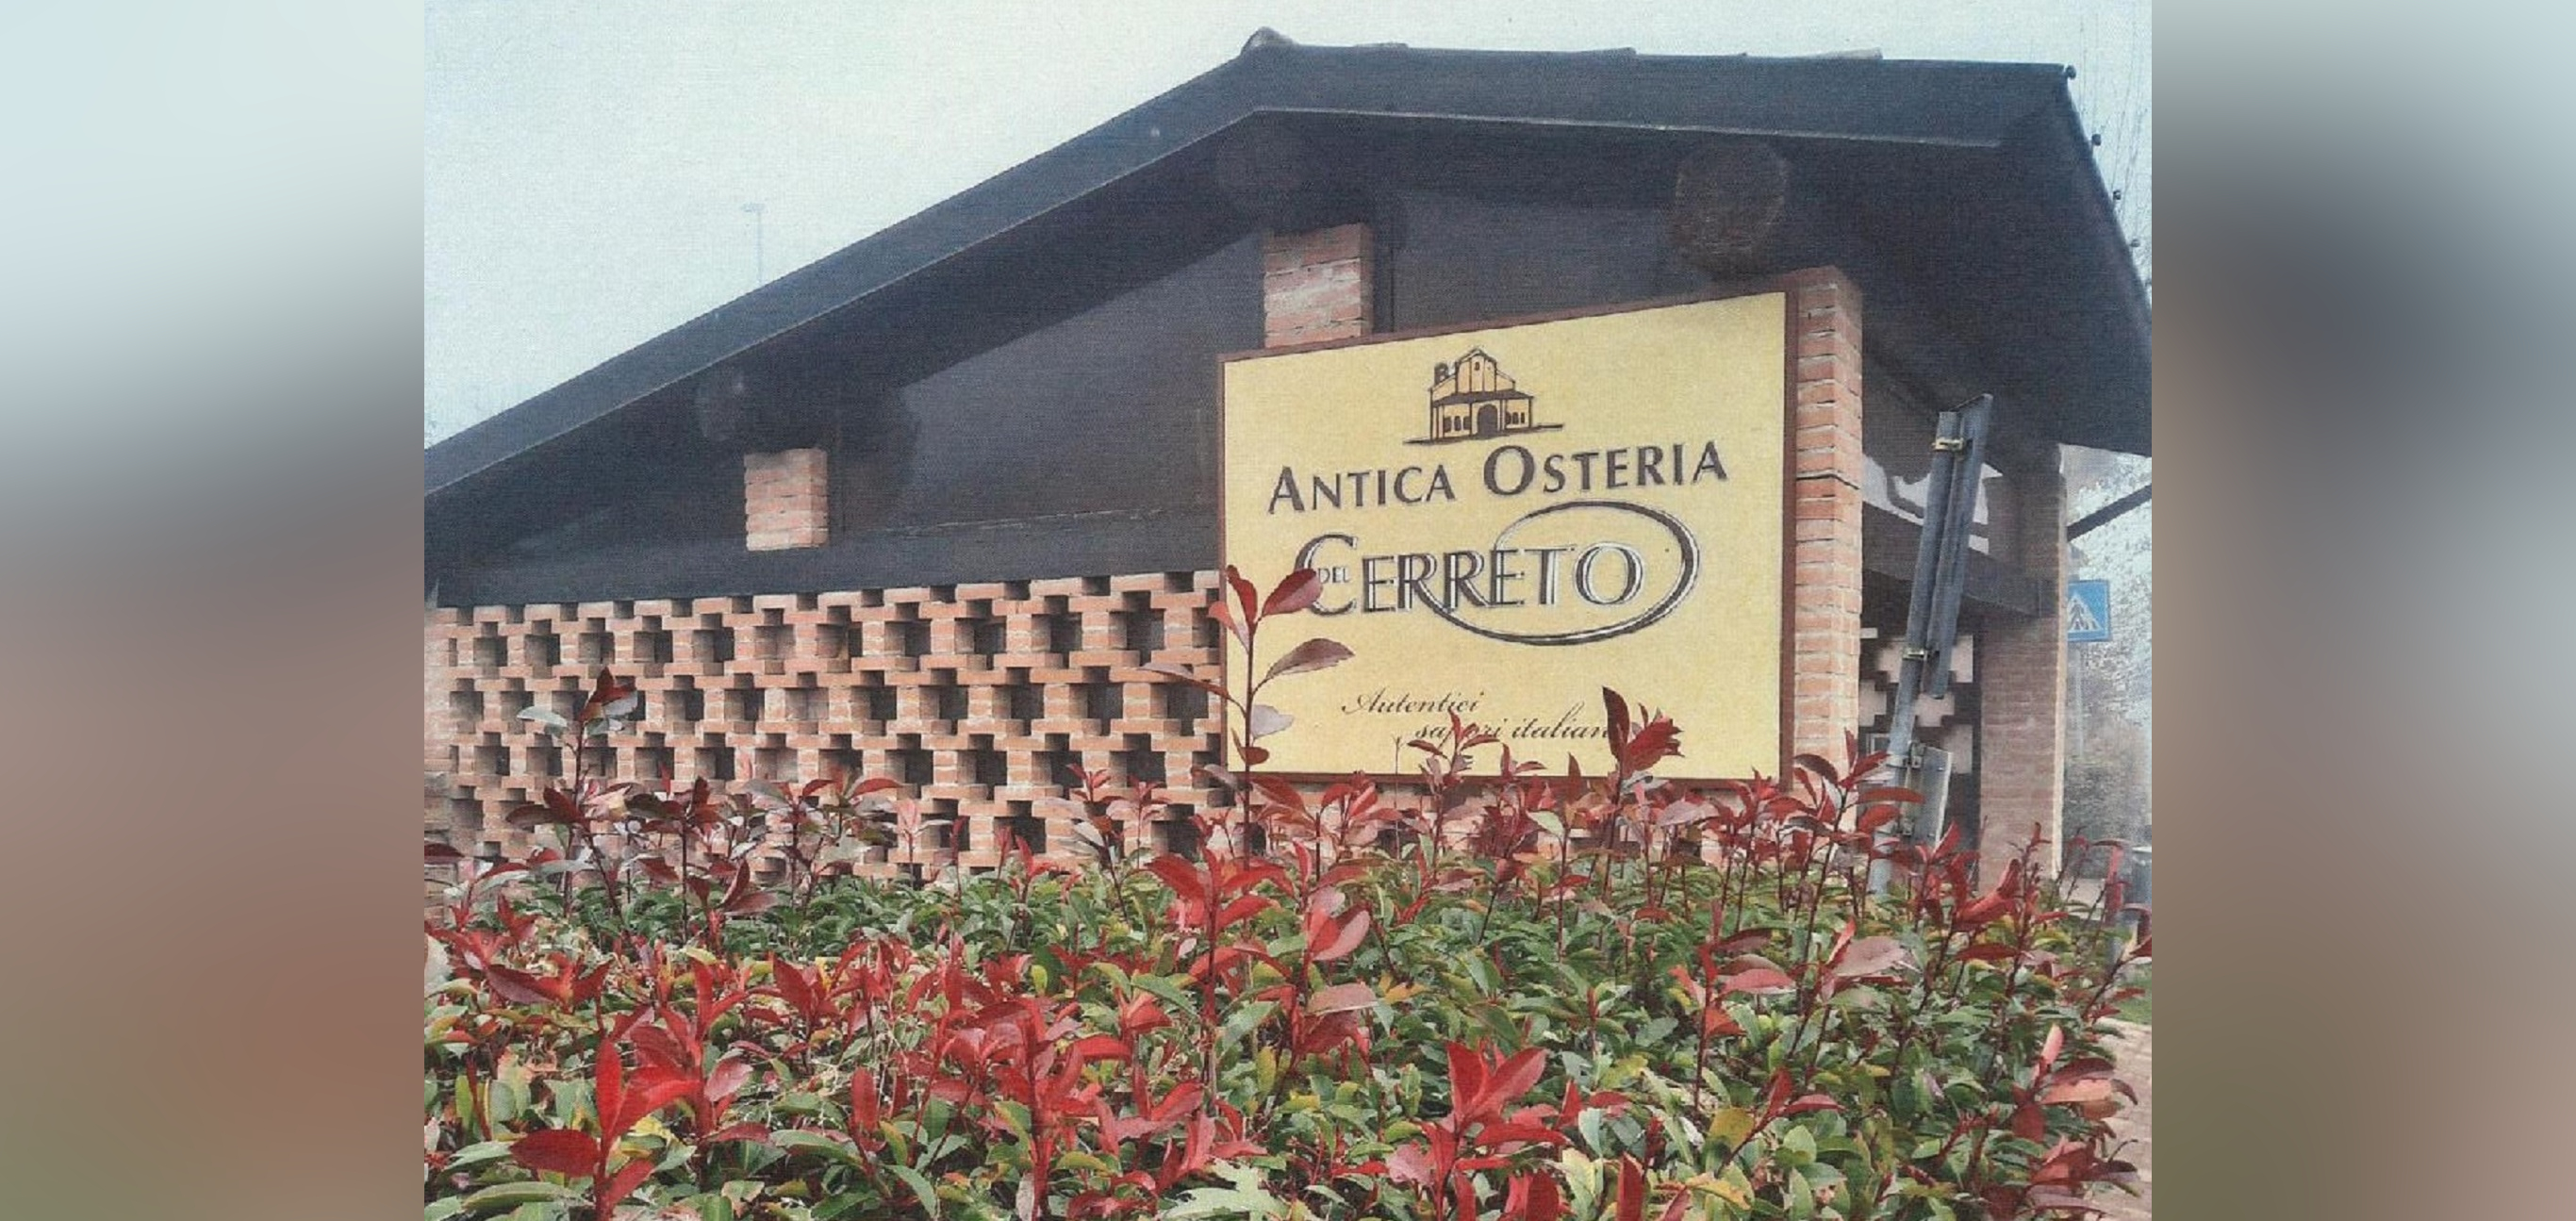 ANTICA OSTERIA
DEL CERRETO
Autentici
sapori italiani